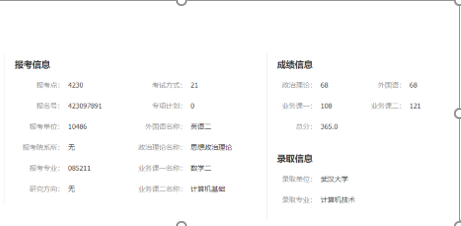 报考信息
报考点： 4230 考试方式： 21
报名号： 423097891 专项计划： 0
报考单位： 10486 外国语名称： 英语二
报考院系所： 无 政治理论名称： 思想政治理论
报考专业： 085211 业务课一名称： 数学二
研究方向： 无 业务课二名称： 计算机基础
成绩信息
政治理论： 68 外国语： 68
业务课一： 108 业务课二： 121
总分： 365.0
录取信息
录取单位： 武汉大学
录取专业： 计算机技术